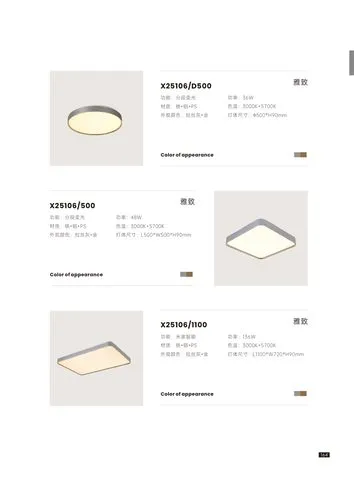 X25106/D500 雅致
功能: 分段柔光 功率: 36W
材质: 铁+铝+PS 色温: 3000K+5700K
外观颜色: 拉丝灰+金 灯体尺寸: Φ500*H90mm
Color of appearance
X25106/500 雅致
功能: 分段柔光 功率: 48W
材质: 铁+铝+PS 色温: 3000K+5700K
外观颜色: 拉丝灰+金 灯体尺寸: L500*W500*H90mm
Color of appearance
X25106/1100 雅致
功能: 米家智能 功率: 136W
材质: 铁+铝+PS 色温: 3000K+5700K
外观颜色: 拉丝灰+金 灯体尺寸: L1100*W720*H90mm
Color of appearance
164